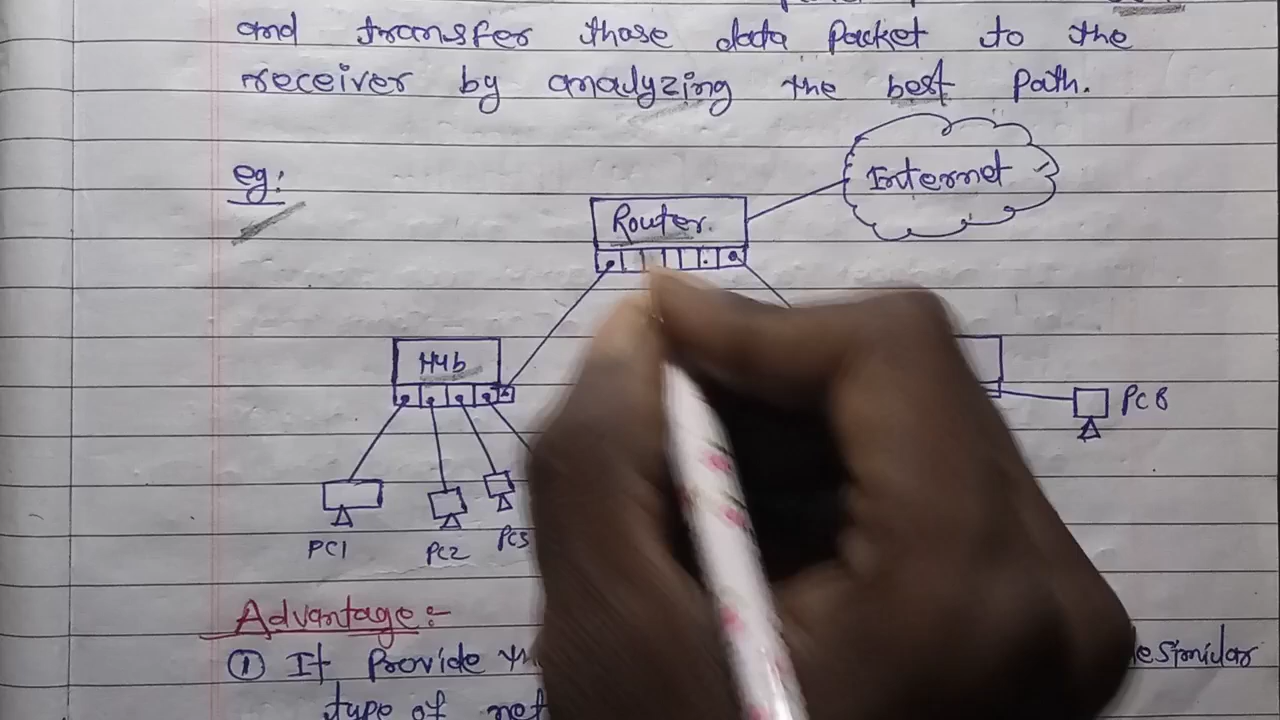 and transfer those data packet to the
receiver by analyzing the best path.
eg:
Internet
Router.
Hub
PC8
PC1
PC2
PC3
Advantage:-
① It Provide
type of